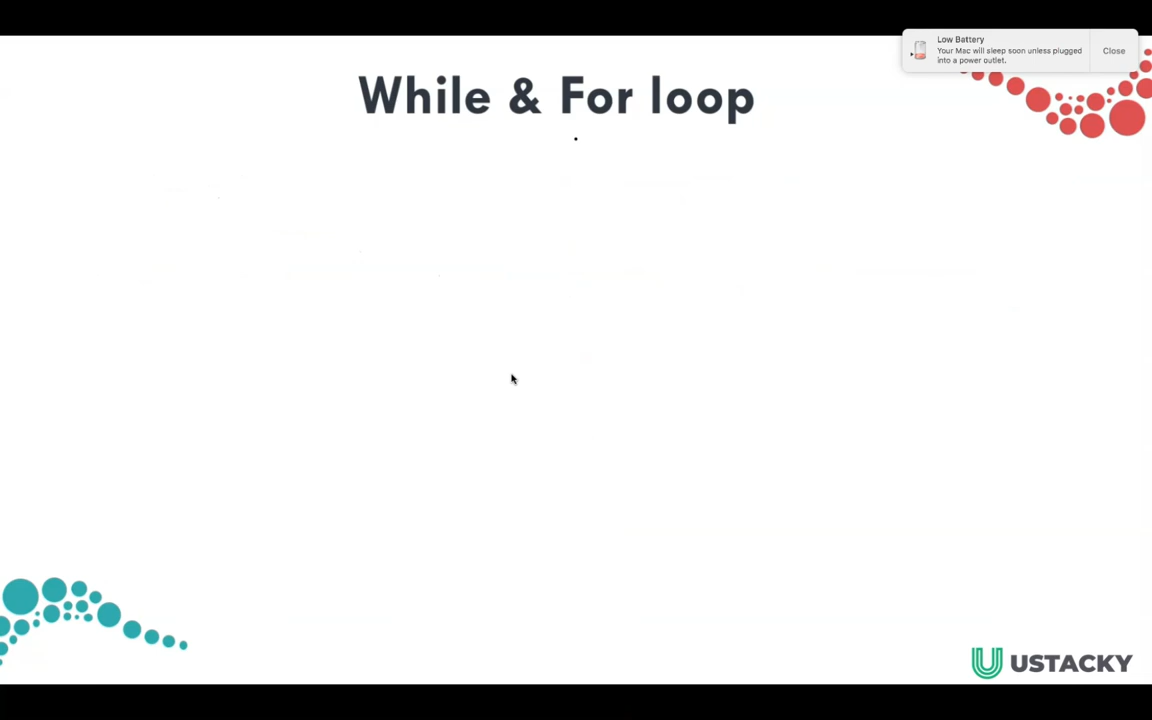 Low Battery
Your Mac will sleep soon unless plugged
into a power outlet.
Close
While & For loop
USTACKY